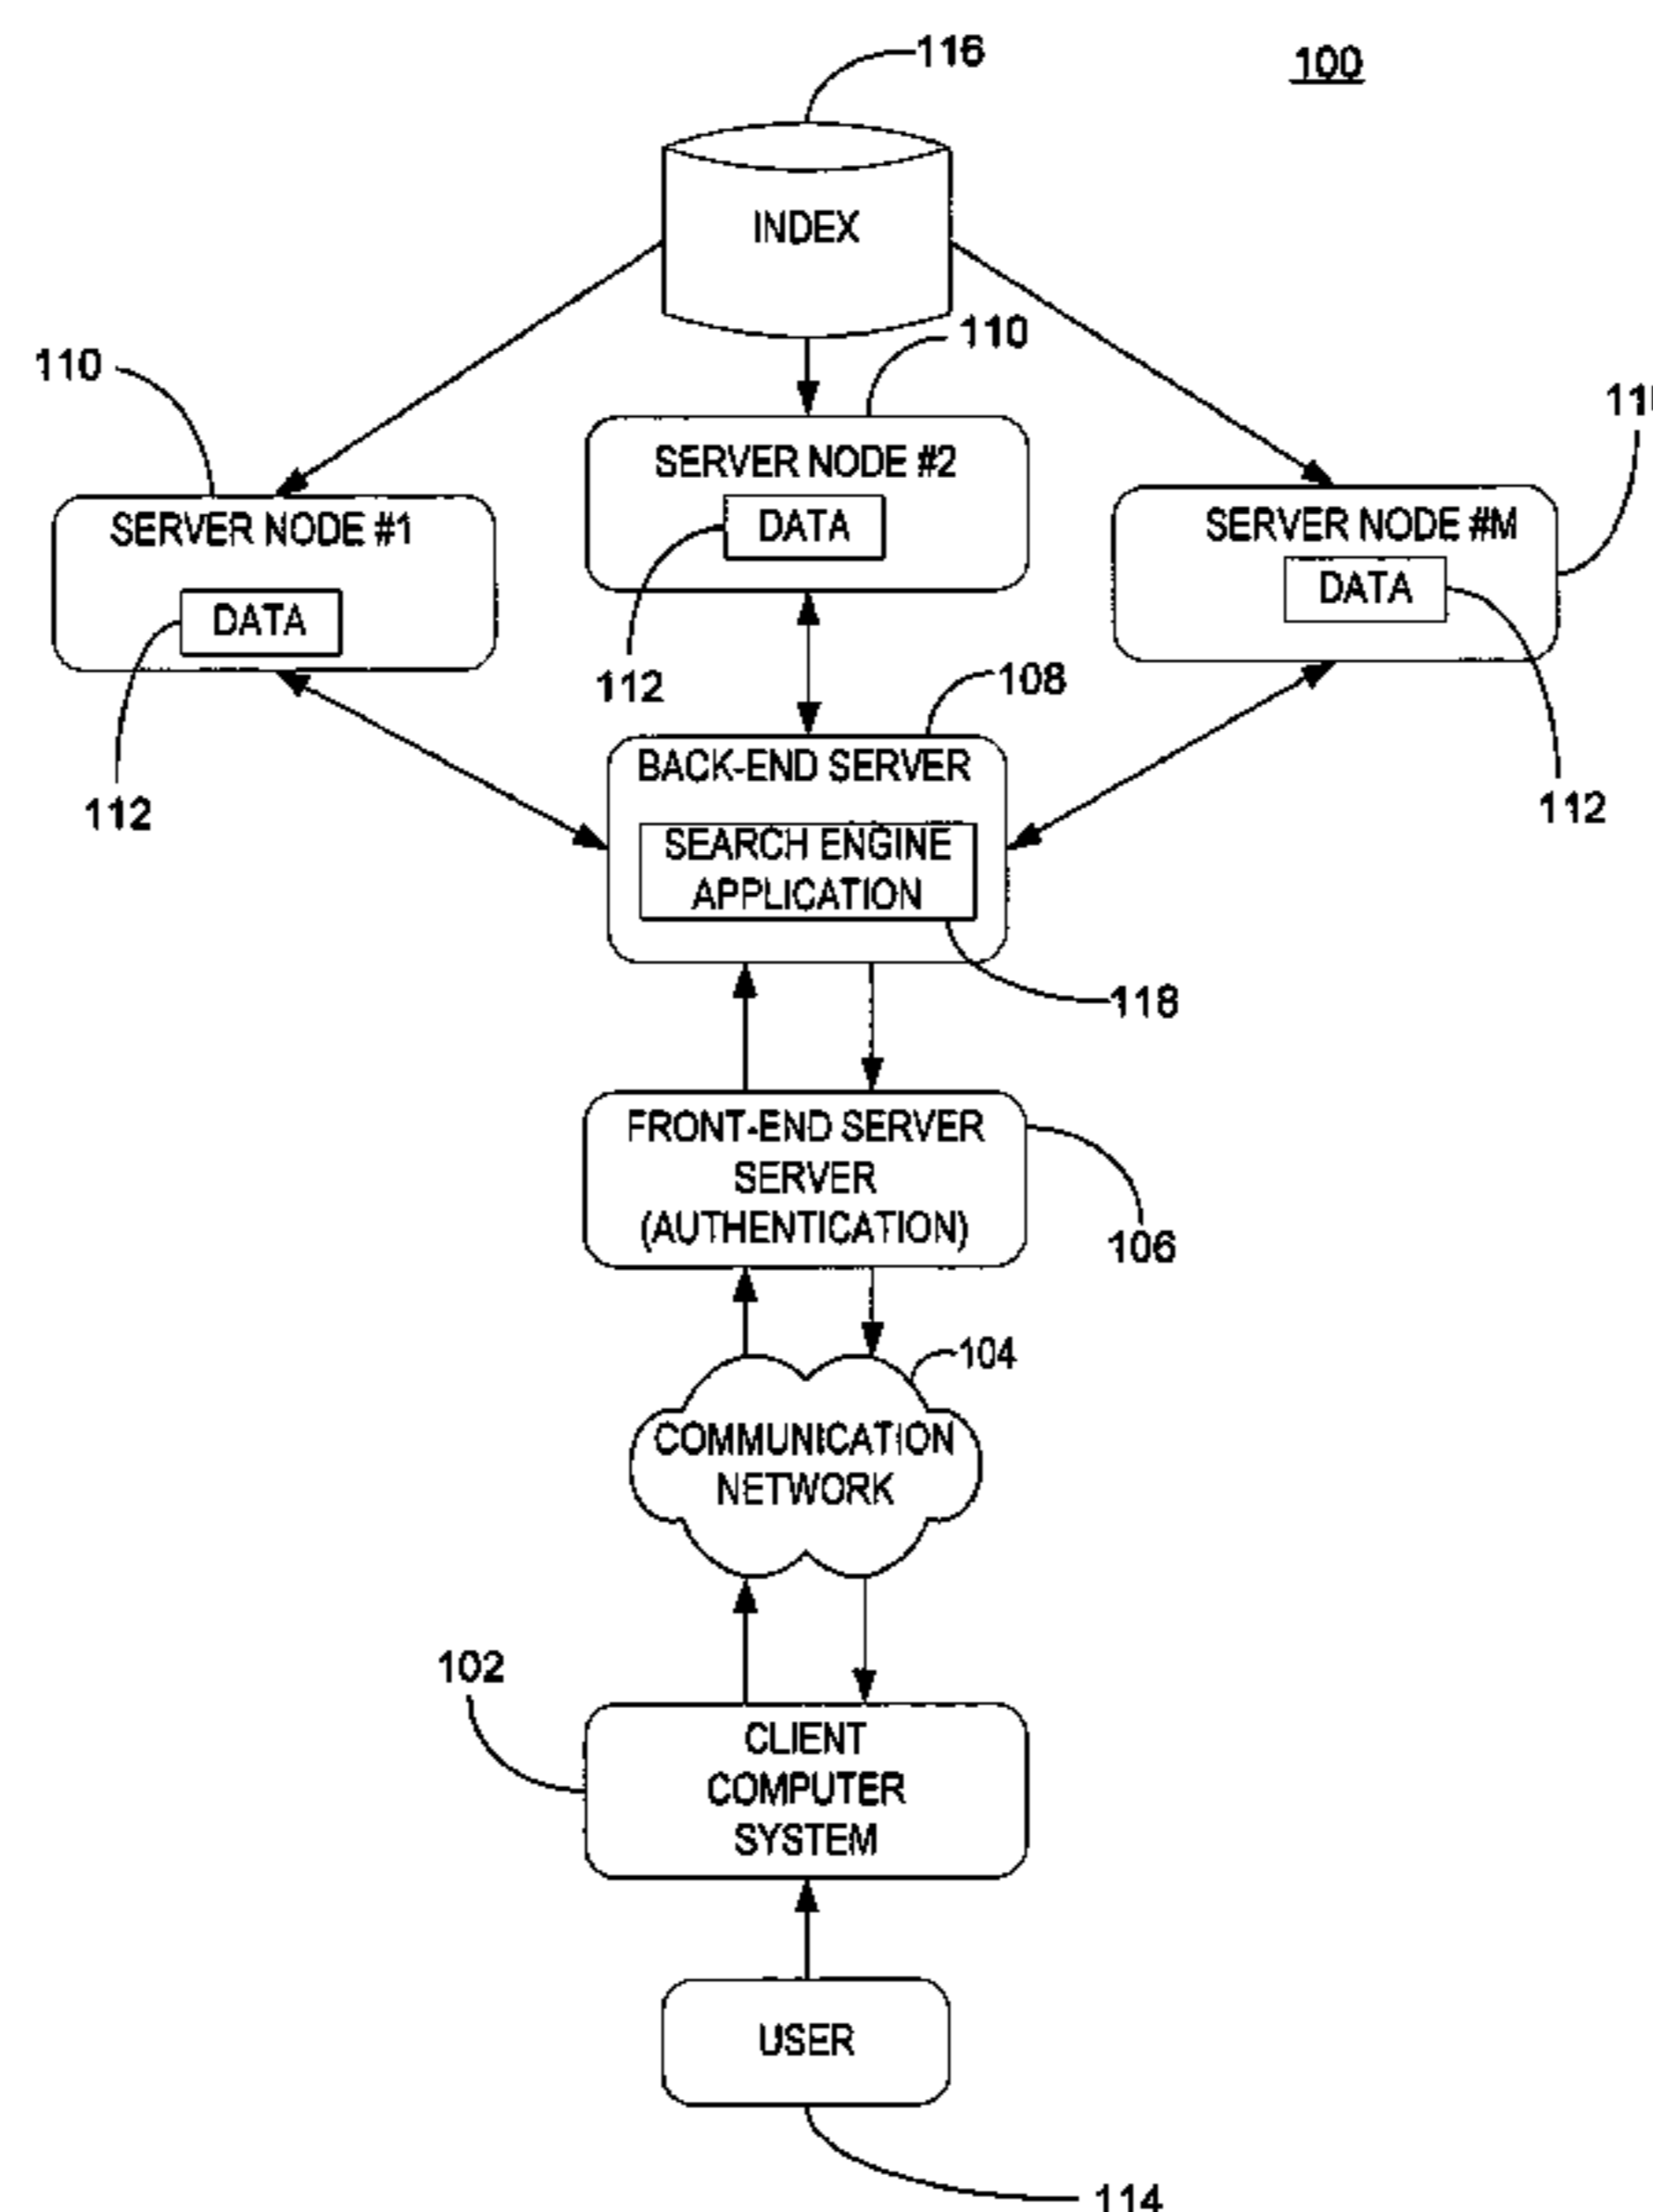 116
100
INDEX
110
110
110
SERVER NODE #2
DATA
SERVER NODE #1
DATA
SERVER NODE #M
DATA
112
112
112
108
BACK-END SERVER
SEARCH ENGINE
APPLICATION
118
FRONT-END SERVER
SERVER
(AUTHENTICATION)
106
104
COMMUNICATION
NETWORK
102
CLIENT
COMPUTER
SYSTEM
USER
114